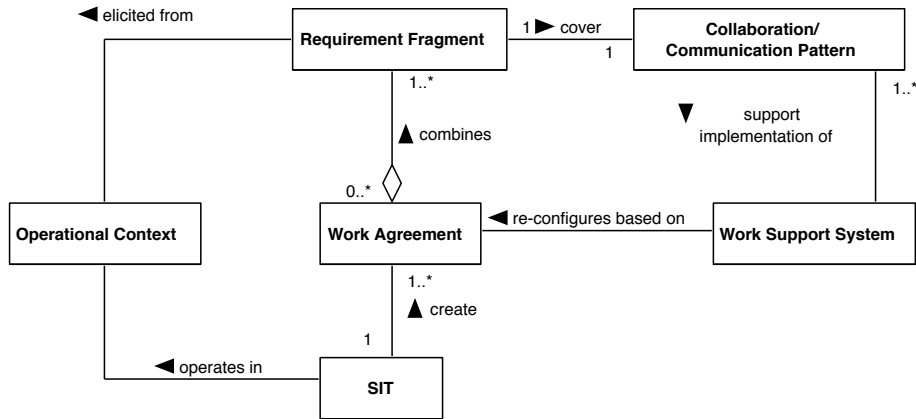 elicited from
Requirement Fragment
1
cover
1
Collaboration/
Communication Pattern
1..*
1..*
support
implementation of
combines
0..*
Operational Context
Work Agreement
re-configures based on
Work Support System
1..*
create
1
operates in
SIT